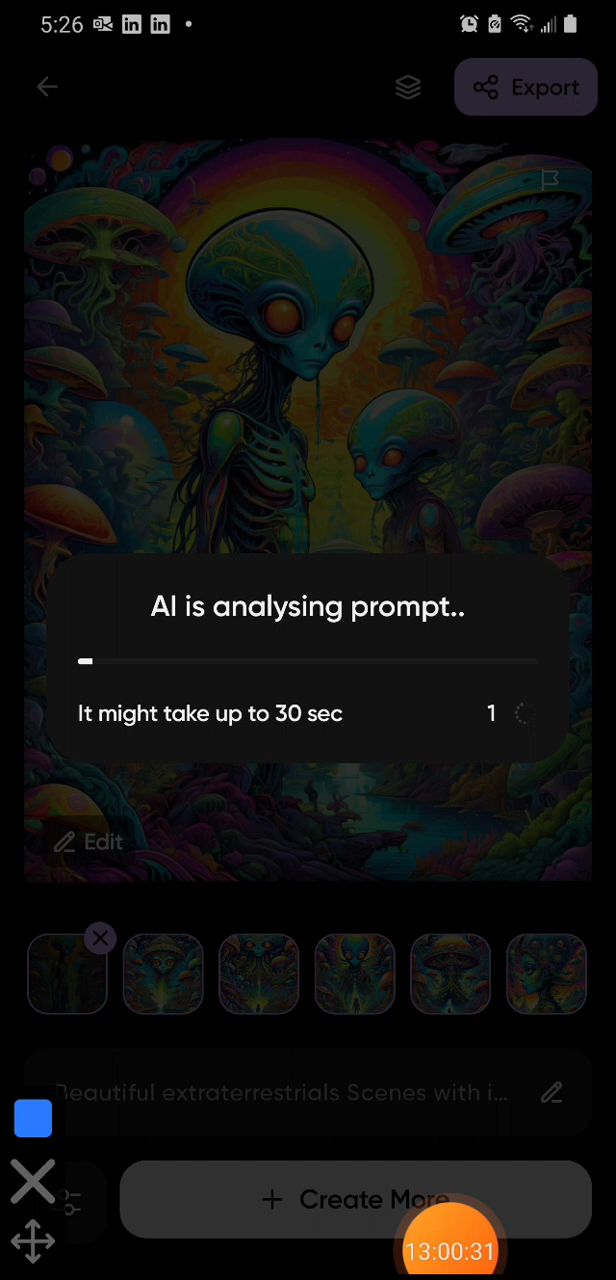 5:26
Export
AI is analysing prompt..
It might take up to 30 sec
1
Edit
Beautiful extraterrestrials Scenes with i...
+ Create More
13:00:31